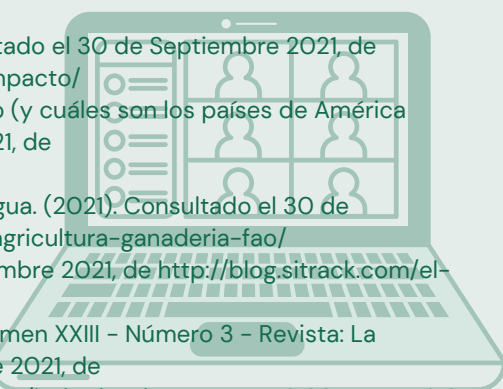 tado el 30 de Septiembre 2021, de
npacto/
o (y cuáles son los países de América
21, de
gua. (2021). Consultado el 30 de
agricultura-ganaderia-fao/
mbre 2021, de http://blog.sitrack.com/el-
men XXIII - Número 3 - Revista: La
e 2021, de